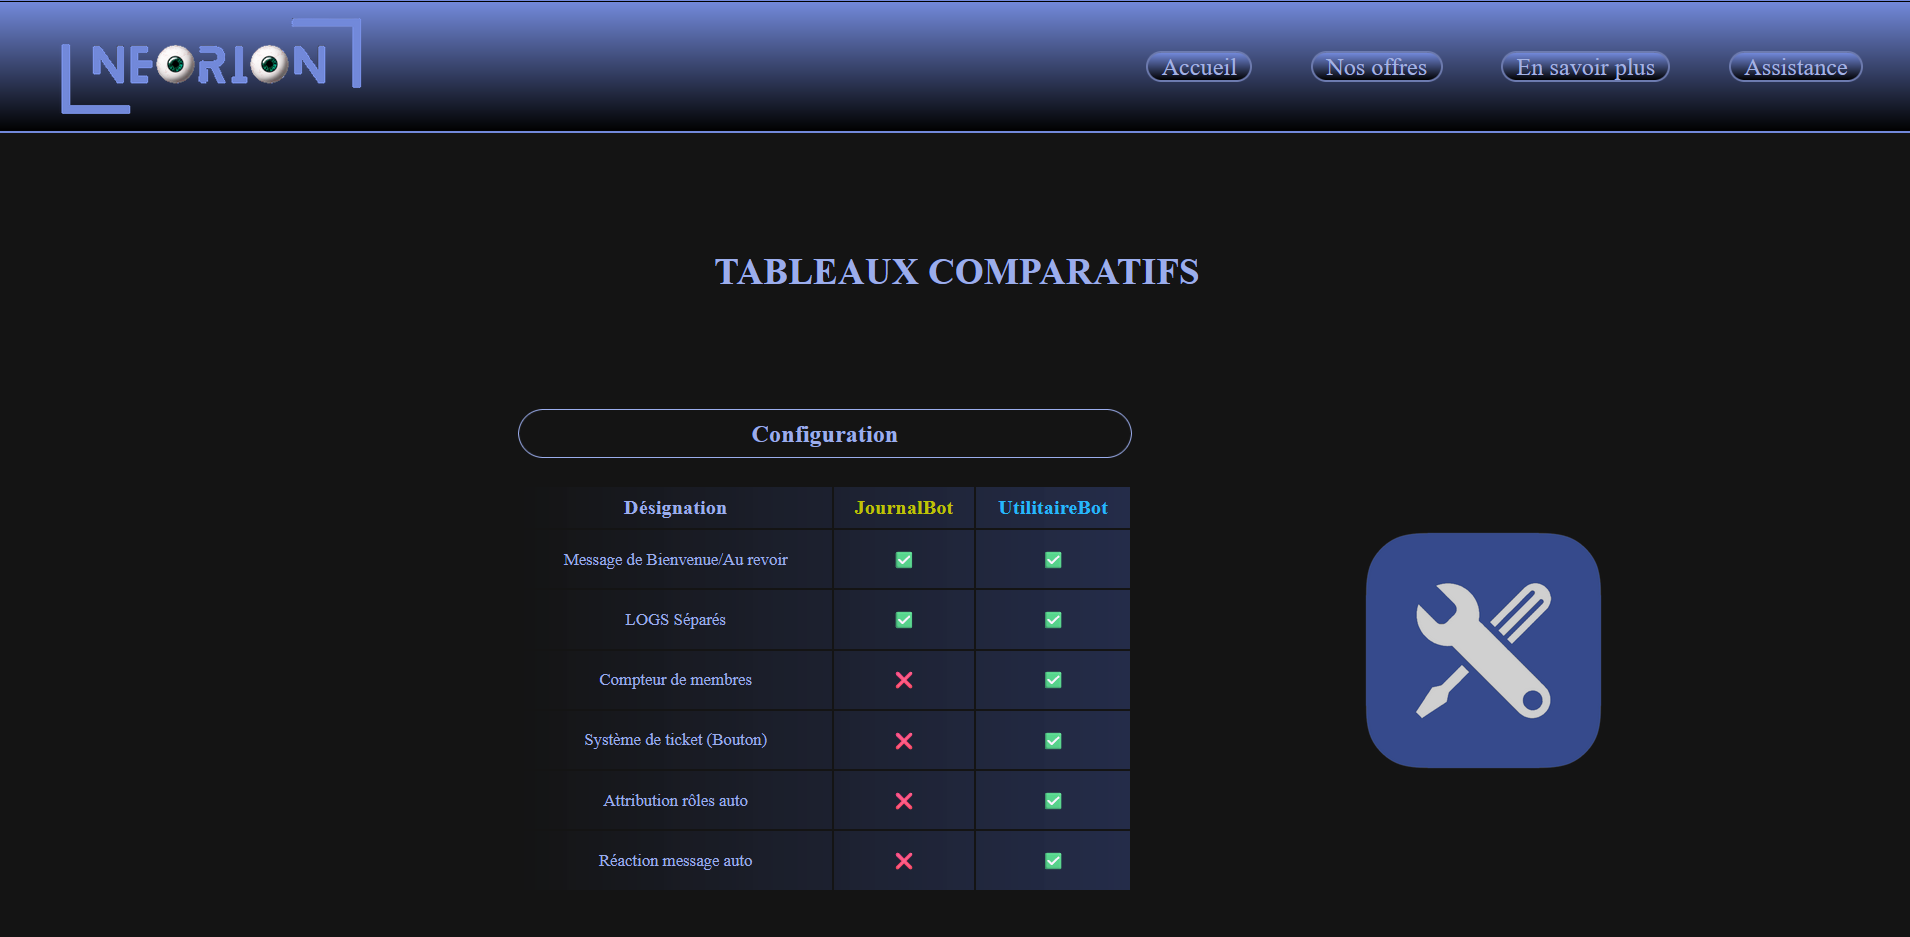 NEORION
Accueil
Nos offres
En savoir plus
Assistance
TABLEAUX COMPARATIFS
Configuration
Désignation JournalBot UtilitaireBot
Message de Bienvenue/Au revoir ✅ ✅
LOGS Séparés ✅ ✅
Compteur de membres ❌ ✅
Système de ticket (Bouton) ❌ ✅
Attribution rôles auto ❌ ✅
Réaction message auto ❌ ✅